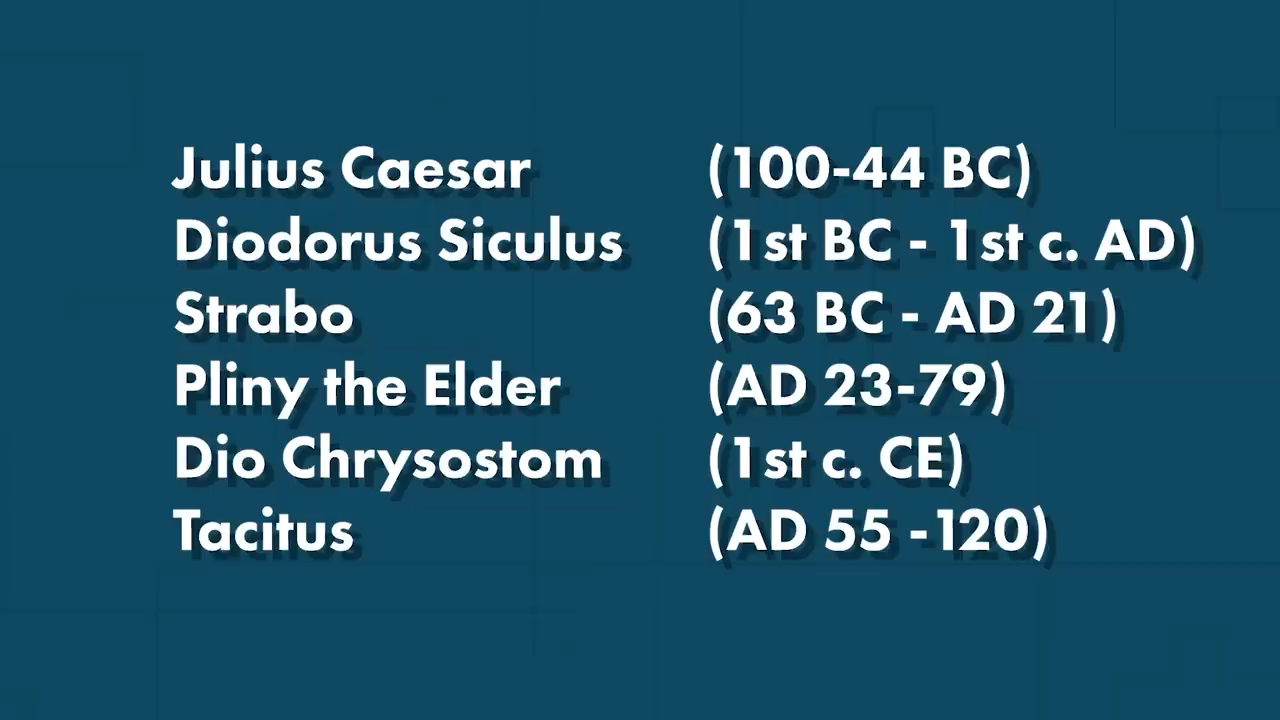 Julius Caesar (100-44 BC)
Diodorus Siculus (1st BC - 1st c. AD)
Strabo (63 BC - AD 21)
Pliny the Elder (AD 23-79)
Dio Chrysostom (1st c. CE)
Tacitus (AD 55 -120)